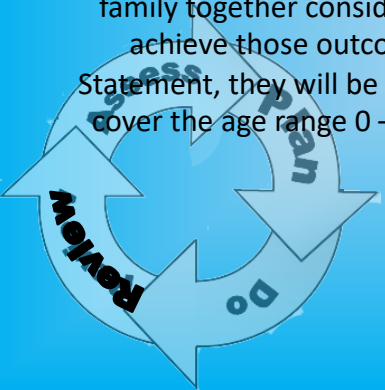 family together consid
achieve those outco
Statement, they will be
cover the age range 0 -
Assess
Plan
Do
Review